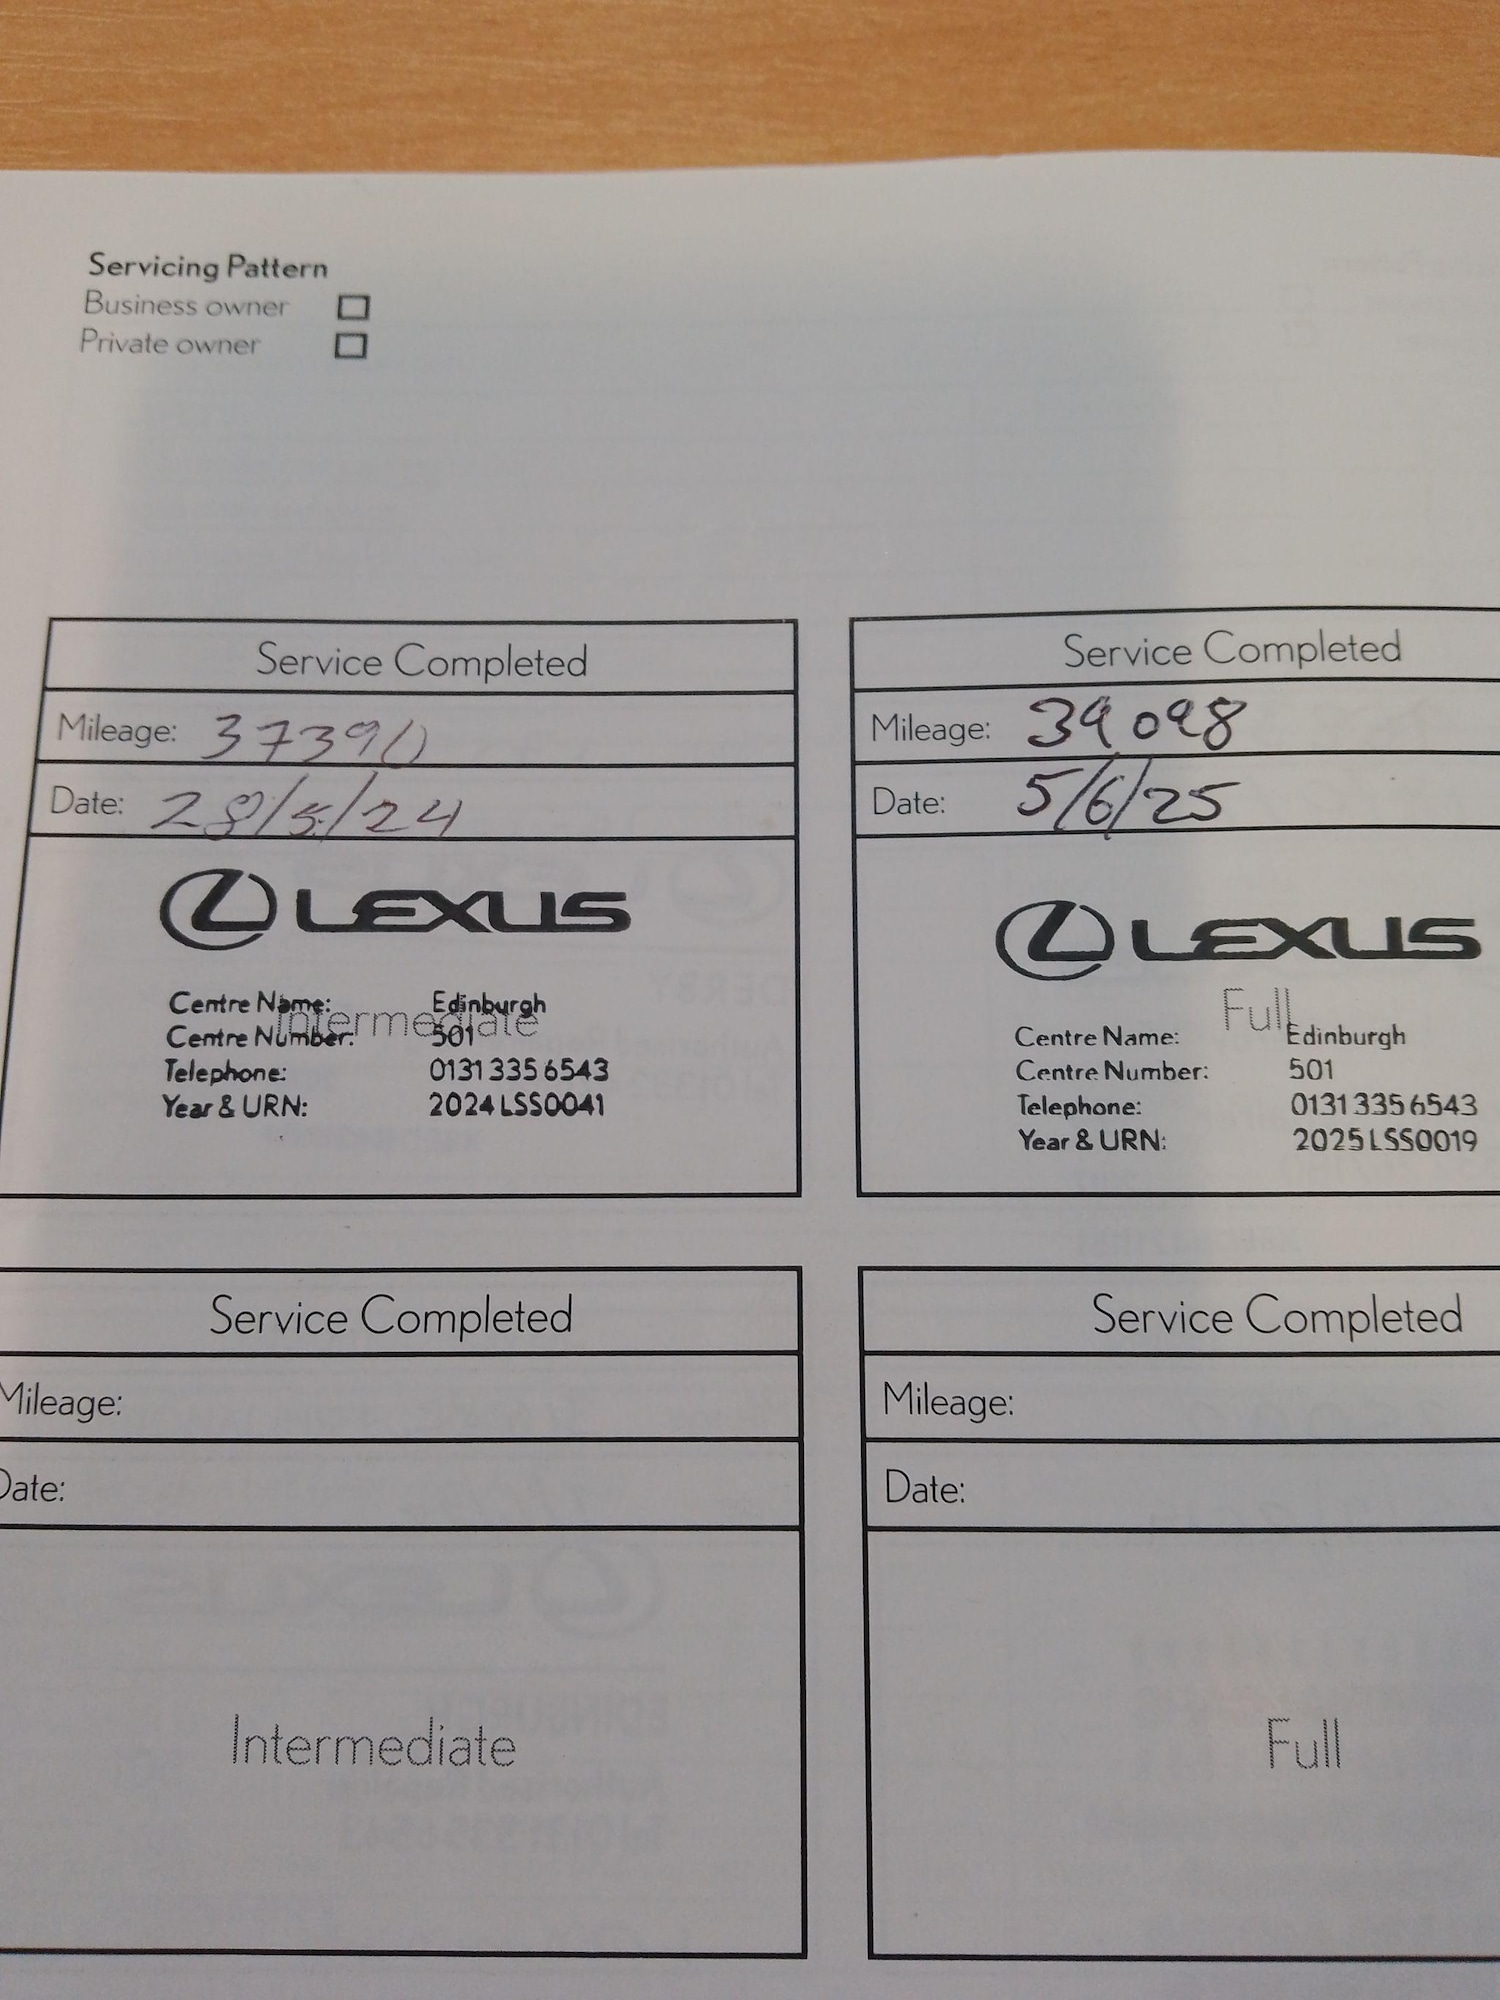 Servicing Pattern
Business owner
Private owner
Service Completed
Mileage: 37390
Date: 28/5/24
LEXUS
Intermediate
Centre Name: Edinburgh
Centre Number: 501
Telephone: 0131 335 6543
Year & URN: 2024 LSS0041
Service Completed
Mileage: 39098
Date: 5/6/25
LEXUS
Full
Centre Name: Edinburgh
Centre Number: 501
Telephone: 0131 335 6543
Year & URN: 2025 LSS0019
Service Completed
Mileage:
Date:
Intermediate
Service Completed
Mileage:
Date:
Full